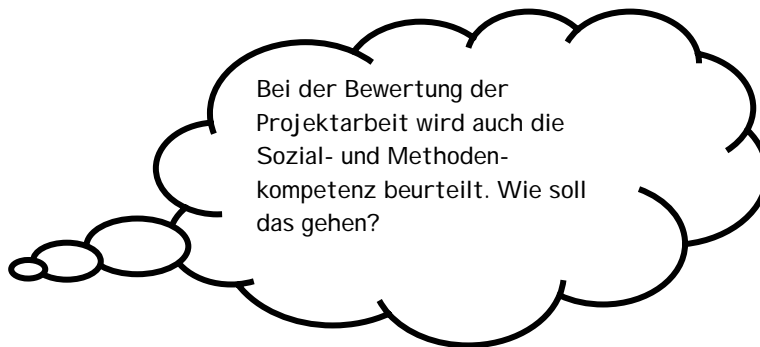 Bei der Bewertung der
Projektarbeit wird auch die
Sozial- und Methoden-
kompetenz beurteilt. Wie soll
das gehen?